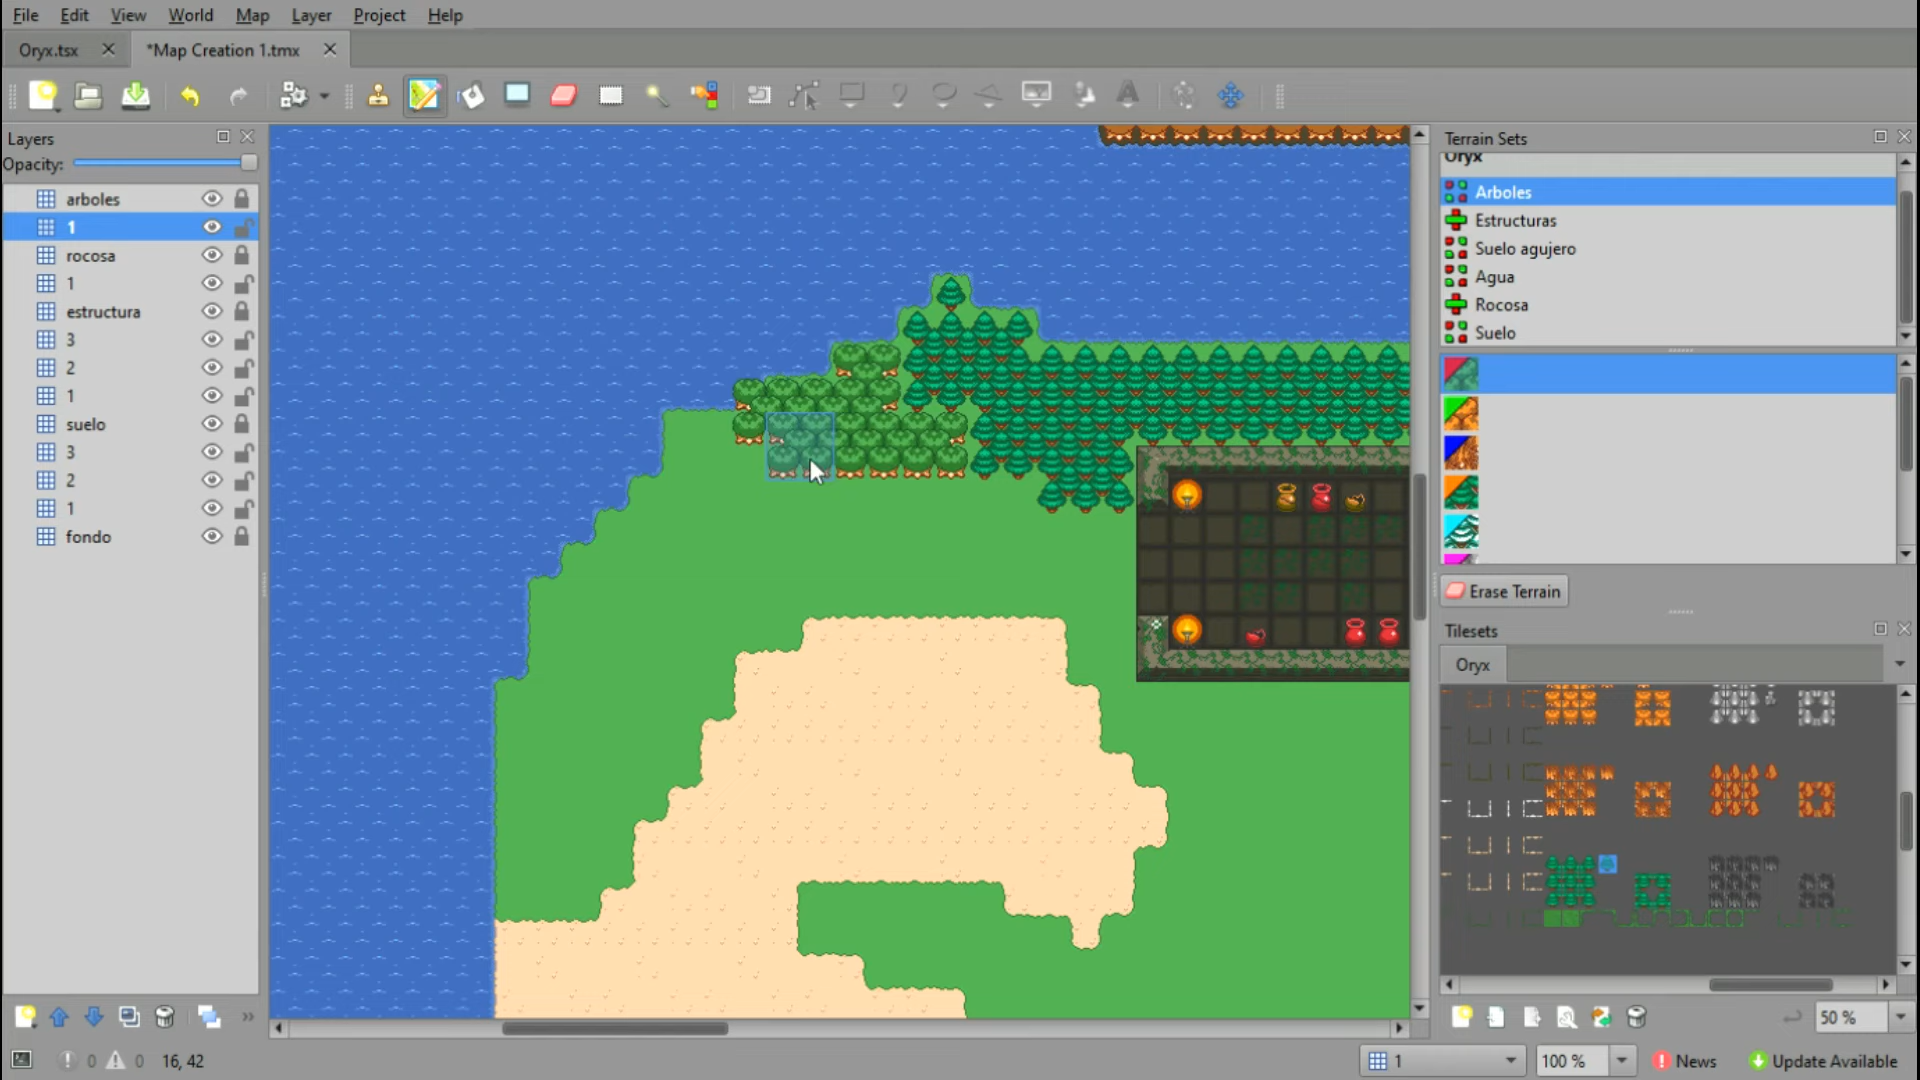 File Edit View World Map Layer Project Help
Oryx.tsx *Map Creation 1.tmx
Layers
Opacity:
arboles
1
rocosa
1
estructura
3
2
1
suelo
3
2
1
fondo
Terrain Sets
Oryx
Arboles
Estructuras
Suelo agujero
Agua
Rocosa
Suelo
Erase Terrain
Tilesets
Oryx
50 %
0 0 16, 42
1 100 % News Update Available